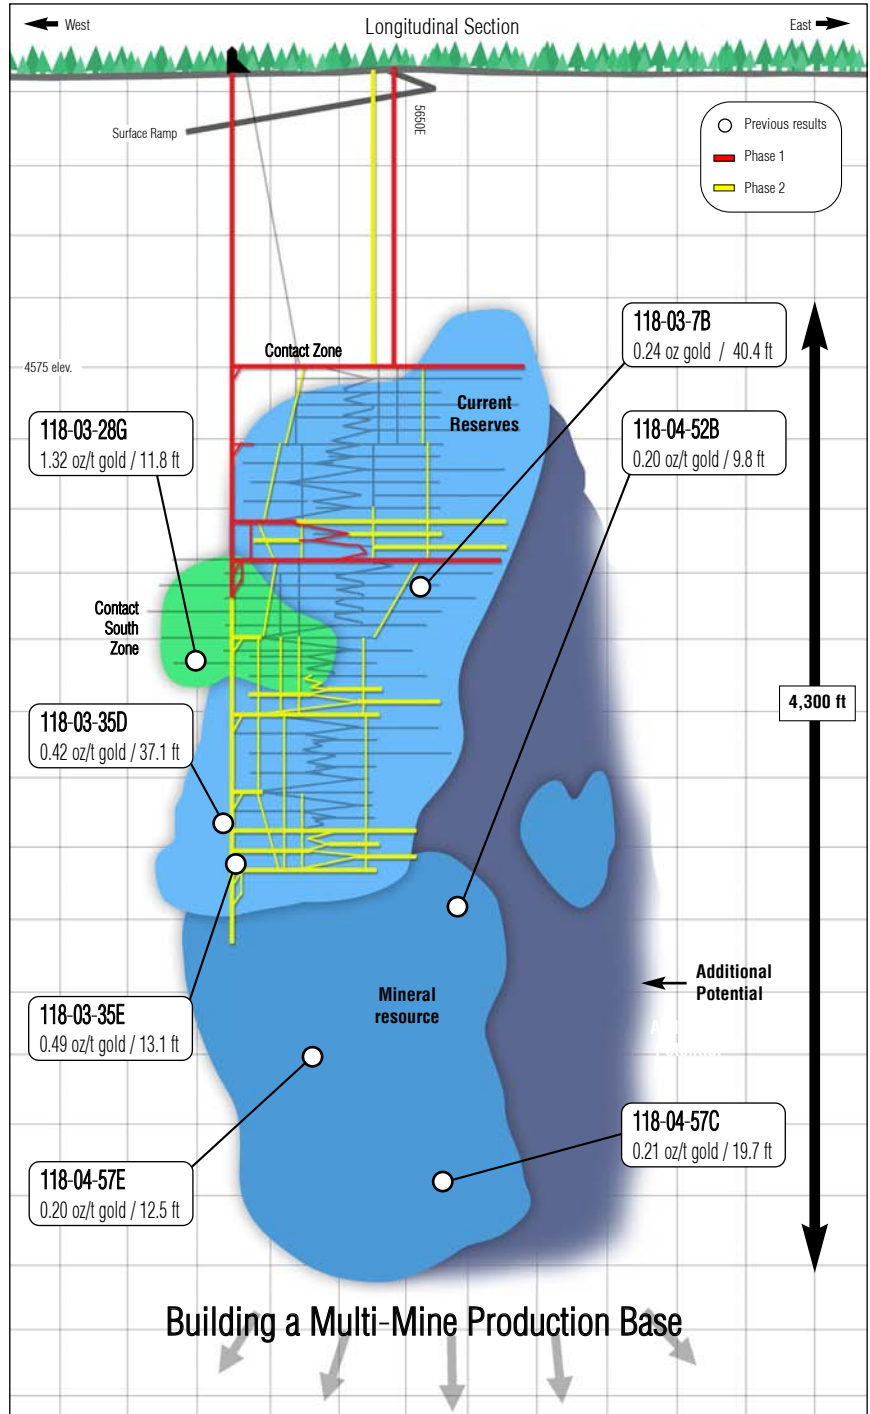 West
Longitudinal Section
East
Surface Ramp
5650E
Previous results
Phase 1
Phase 2
118-03-7B
0.24 oz gold / 40.4 ft
Contact Zone
4575 elev.
Current
Reserves
118-03-28G
1.32 oz/t gold / 11.8 ft
118-04-52B
0.20 oz/t gold / 9.8 ft
Contact
South
Zone
4,300 ft
118-03-35D
0.42 oz/t gold / 37.1 ft
Additional
Potential
Mineral
resource
118-03-35E
0.49 oz/t gold / 13.1 ft
118-04-57C
0.21 oz/t gold / 19.7 ft
118-04-57E
0.20 oz/t gold / 12.5 ft
Building a Multi-Mine Production Base